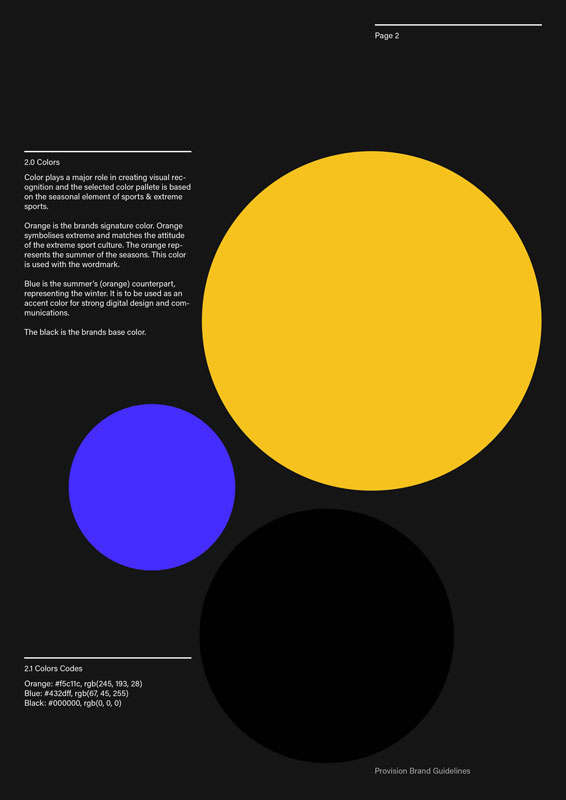 Page 2
2.0 Colors
Color plays a major role in creating visual rec-
ognition and the selected color pallete is based
on the seasonal element of sports & extreme
sports.
Orange is the brands signature color. Orange
symbolises extreme and matches the attitude
of the extreme sport culture. The orange rep-
resents the summer of the seasons. This color
is used with the wordmark.
Blue is the summer's (orange) counterpart,
representing the winter. It is to be used as an
accent color for strong digital design and com-
munications.
The black is the brands base color.
2.1 Colors Codes
Orange: #f5c11c, rgb(245, 193, 28)
Blue: #432dff, rgb(67, 45, 255)
Black: #000000, rgb(0, 0, 0)
Provision Brand Guidelines